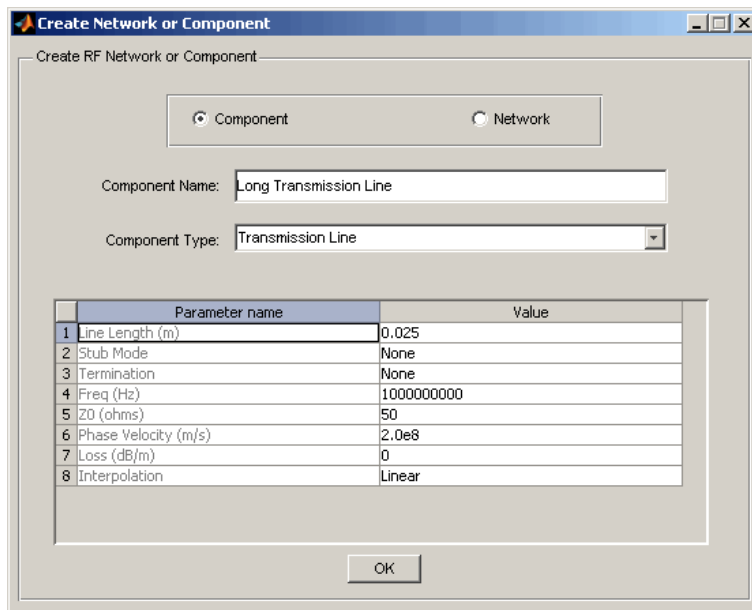 Create Network or Component
Create RF Network or Component
Component Network
Component Name: Long Transmission Line
Component Type: Transmission Line
Parameter name Value
1 Line Length (m) 0.025
2 Stub Mode None
3 Termination None
4 Freq (Hz) 1000000000
5 Z0 (ohms) 50
6 Phase Velocity (m/s) 2.0e8
7 Loss (dB/m) 0
8 Interpolation Linear
OK